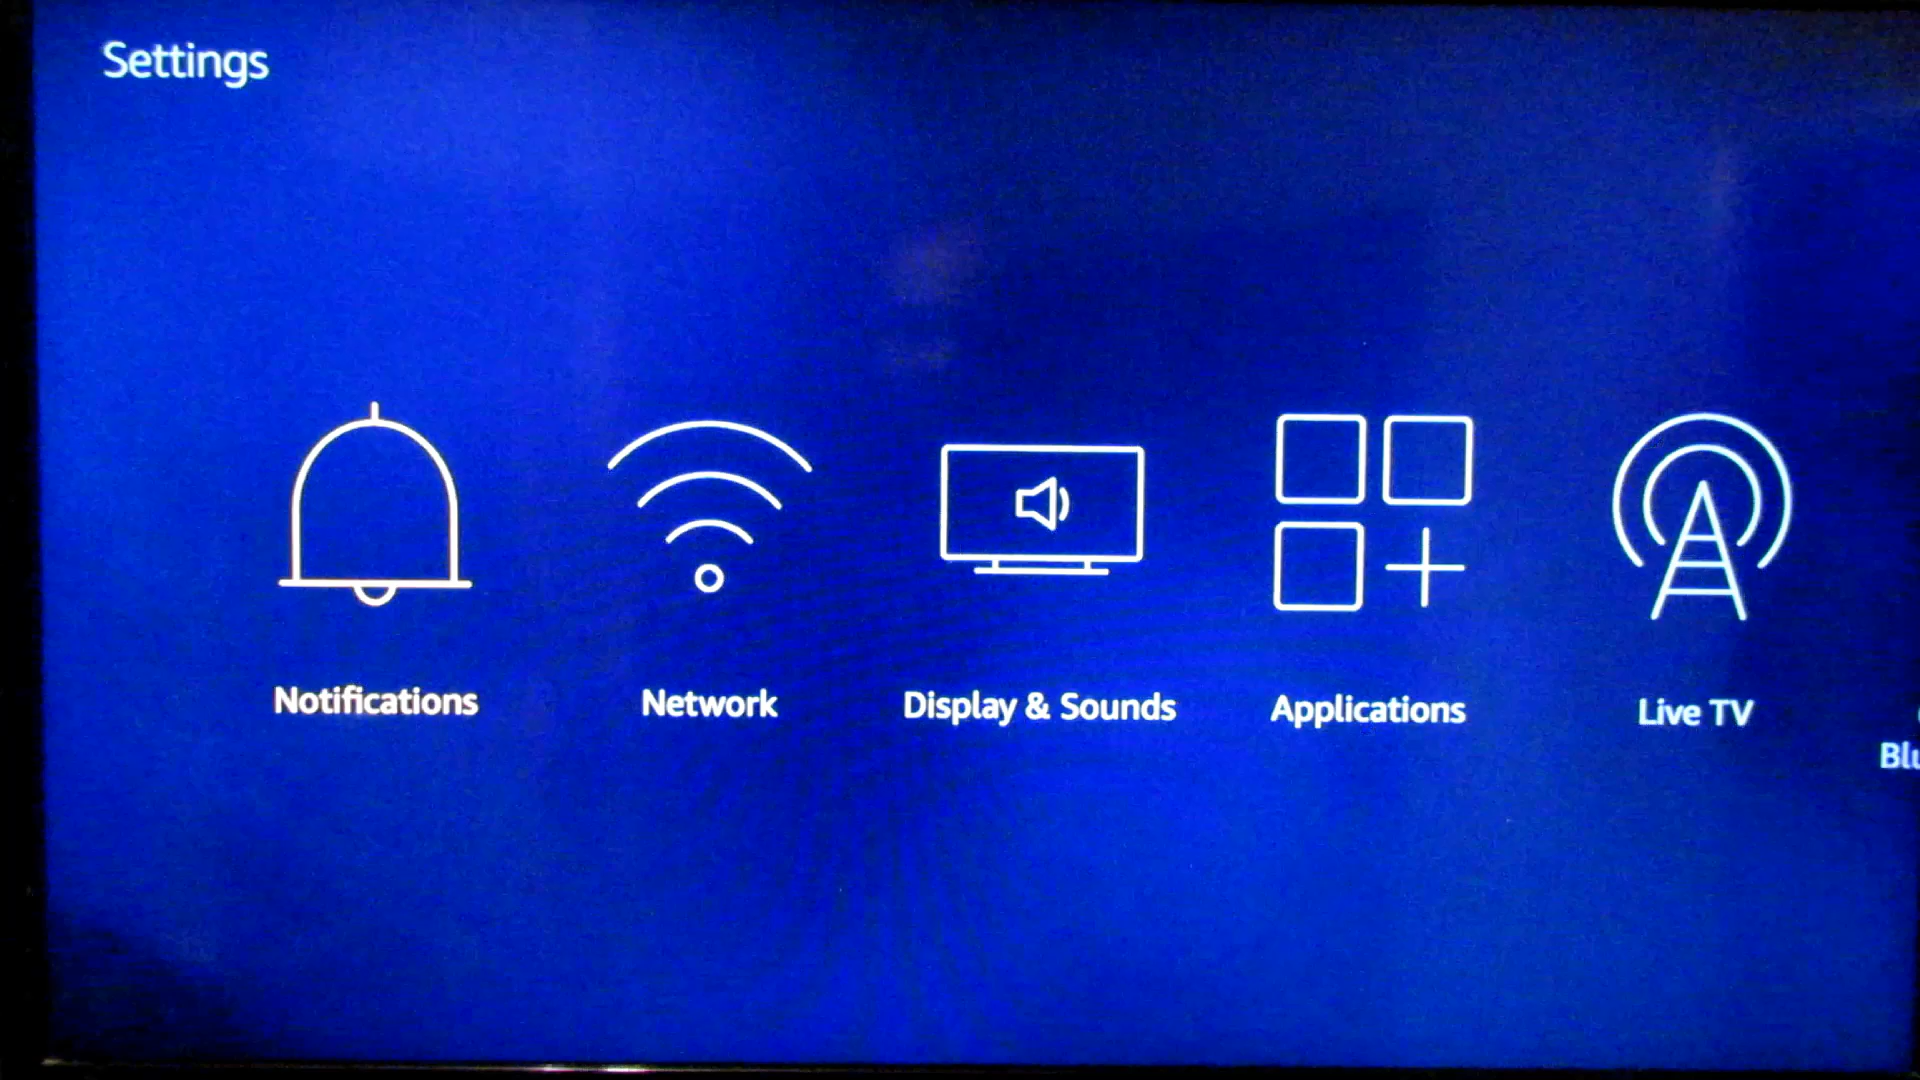 Settings
Notifications
Network
Display & Sounds
Applications
Live TV